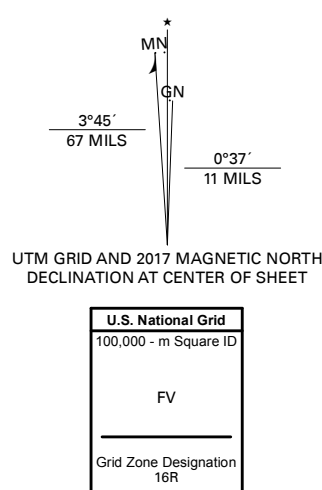 ★
MN
GN
3°45´
67 MILS
0°37´
11 MILS
UTM GRID AND 2017 MAGNETIC NORTH
DECLINATION AT CENTER OF SHEET
U.S. National Grid
100,000 - m Square ID
FV
Grid Zone Designation
16R